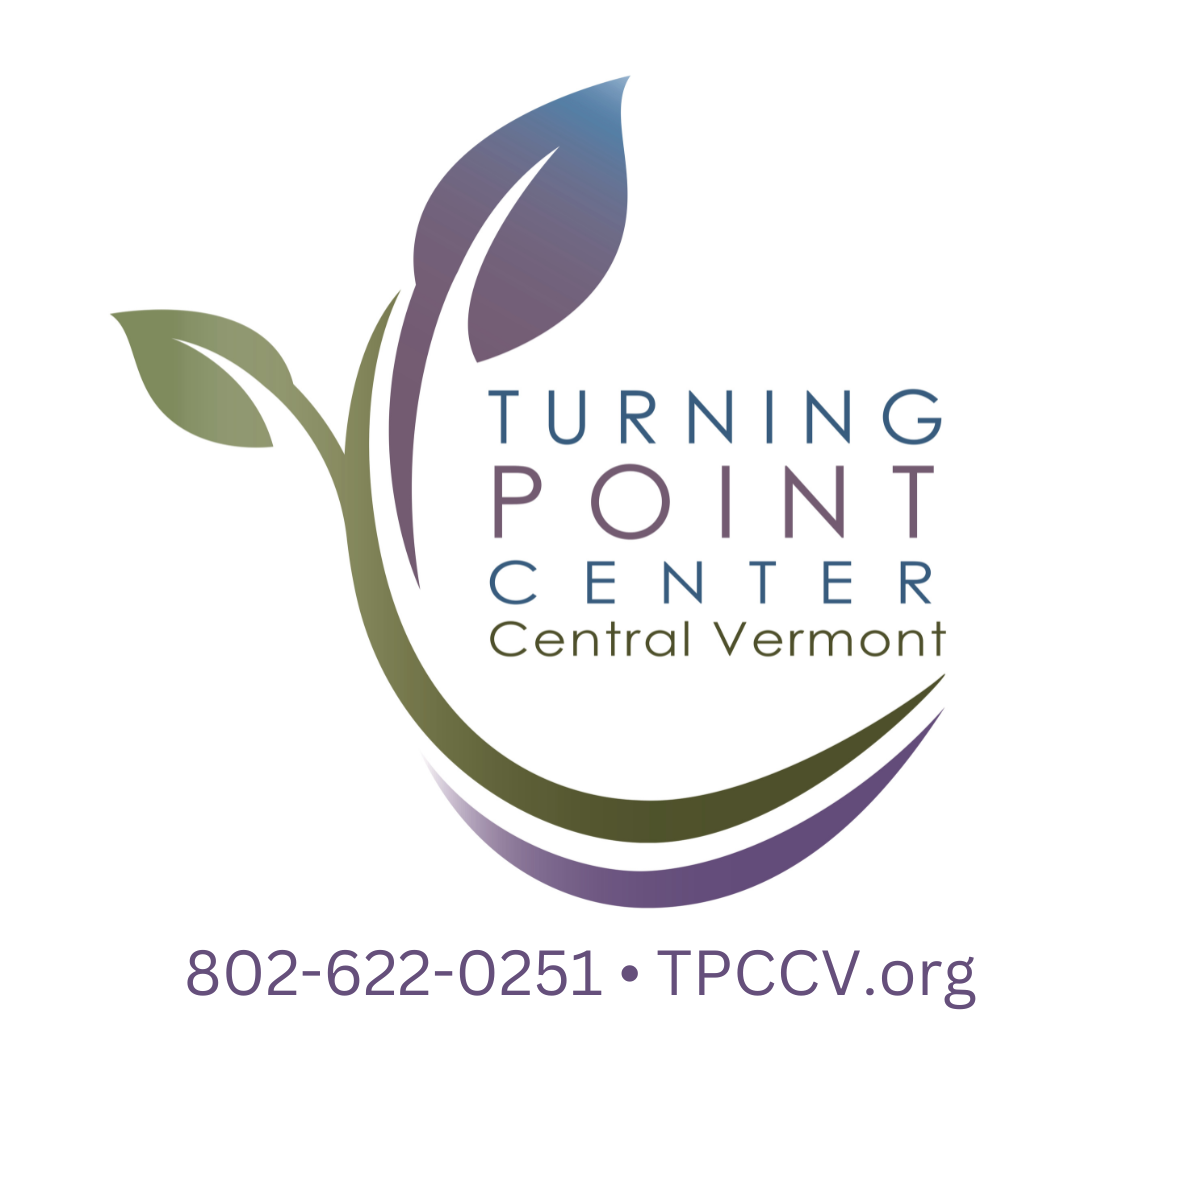 TURNING
POINT
CENTER
Central Vermont
802-622-0251 • TPCCV.org